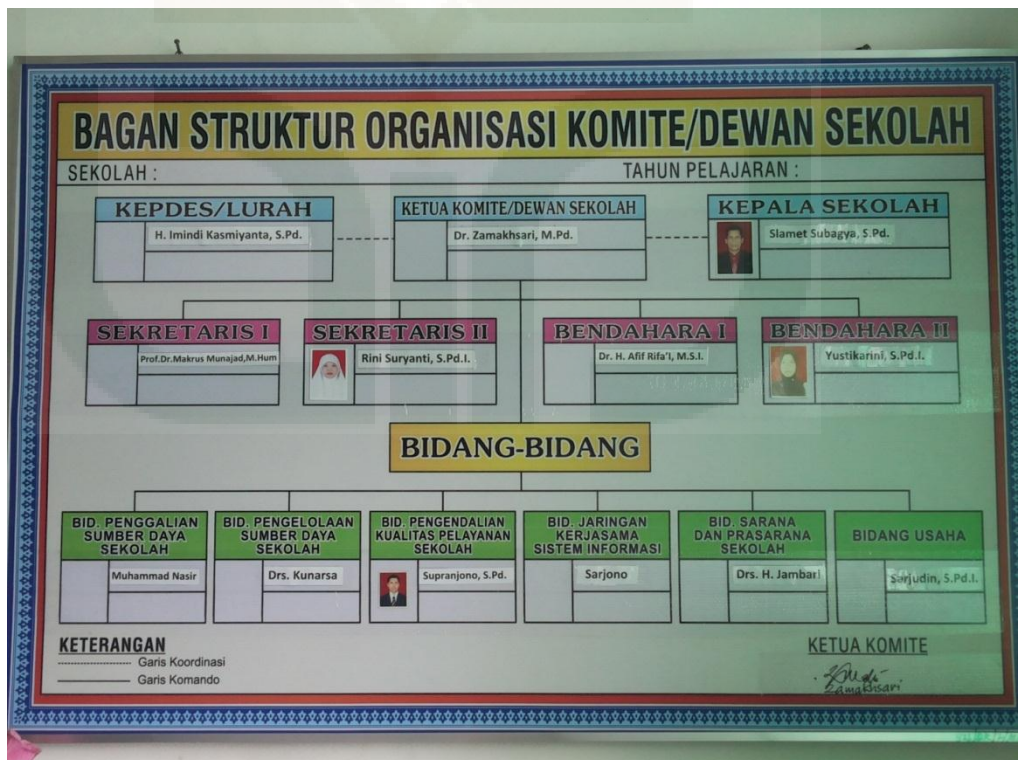 BAGAN STRUKTUR ORGANISASI KOMITE/DEWAN SEKOLAH
SEKOLAH :
TAHUN PELAJARAN :
KEPDES/LURAH
H. Imindi Kasmiyanta, S.Pd.
KETUA KOMITE/DEWAN SEKOLAH
Dr. Zamakhsari, M.Pd.
KEPALA SEKOLAH
Slamet Subagya, S.Pd.
SEKRETARIS I
Prof.Dr.Makrus Munajad,M.Hum
SEKRETARIS II
Rini Suryanti, S.Pd.I.
BENDAHARA I
Dr. H. Afif Rifa'I, M.S.I.
BENDAHARA II
Yustikarini, S.Pd.I.
BIDANG-BIDANG
BID. PENGGALIAN
SUMBER DAYA
SEKOLAH
Muhammad Nasir
BID. PENGELOLAAN
SUMBER DAYA
SEKOLAH
Drs. Kunarsa
BID. PENGENDALIAN
KUALITAS PELAYANAN
SEKOLAH
Supranjono, S.Pd.
BID. JARINGAN
KERJASAMA
SISTEM INFORMASI
Sarjono
BID. SARANA
DAN PRASARANA
SEKOLAH
Drs. H. Jambari
BIDANG USAHA
Sarjudin, S.Pd.I.
KETERANGAN
Garis Koordinasi
Garis Komando
KETUA KOMITE
Zamakhsari